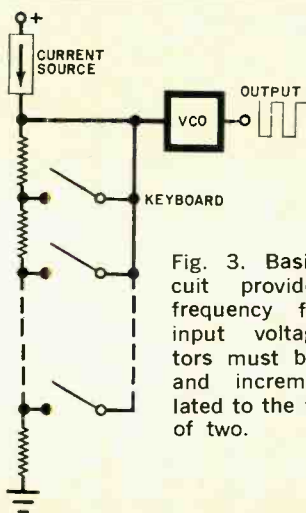 +
CURRENT
SOURCE
OUTPUT
VCO
KEYBOARD
Fig. 3. Basi
cuit provide
frequency f
input voltag
tors must b
and increm
lated to the
of two.